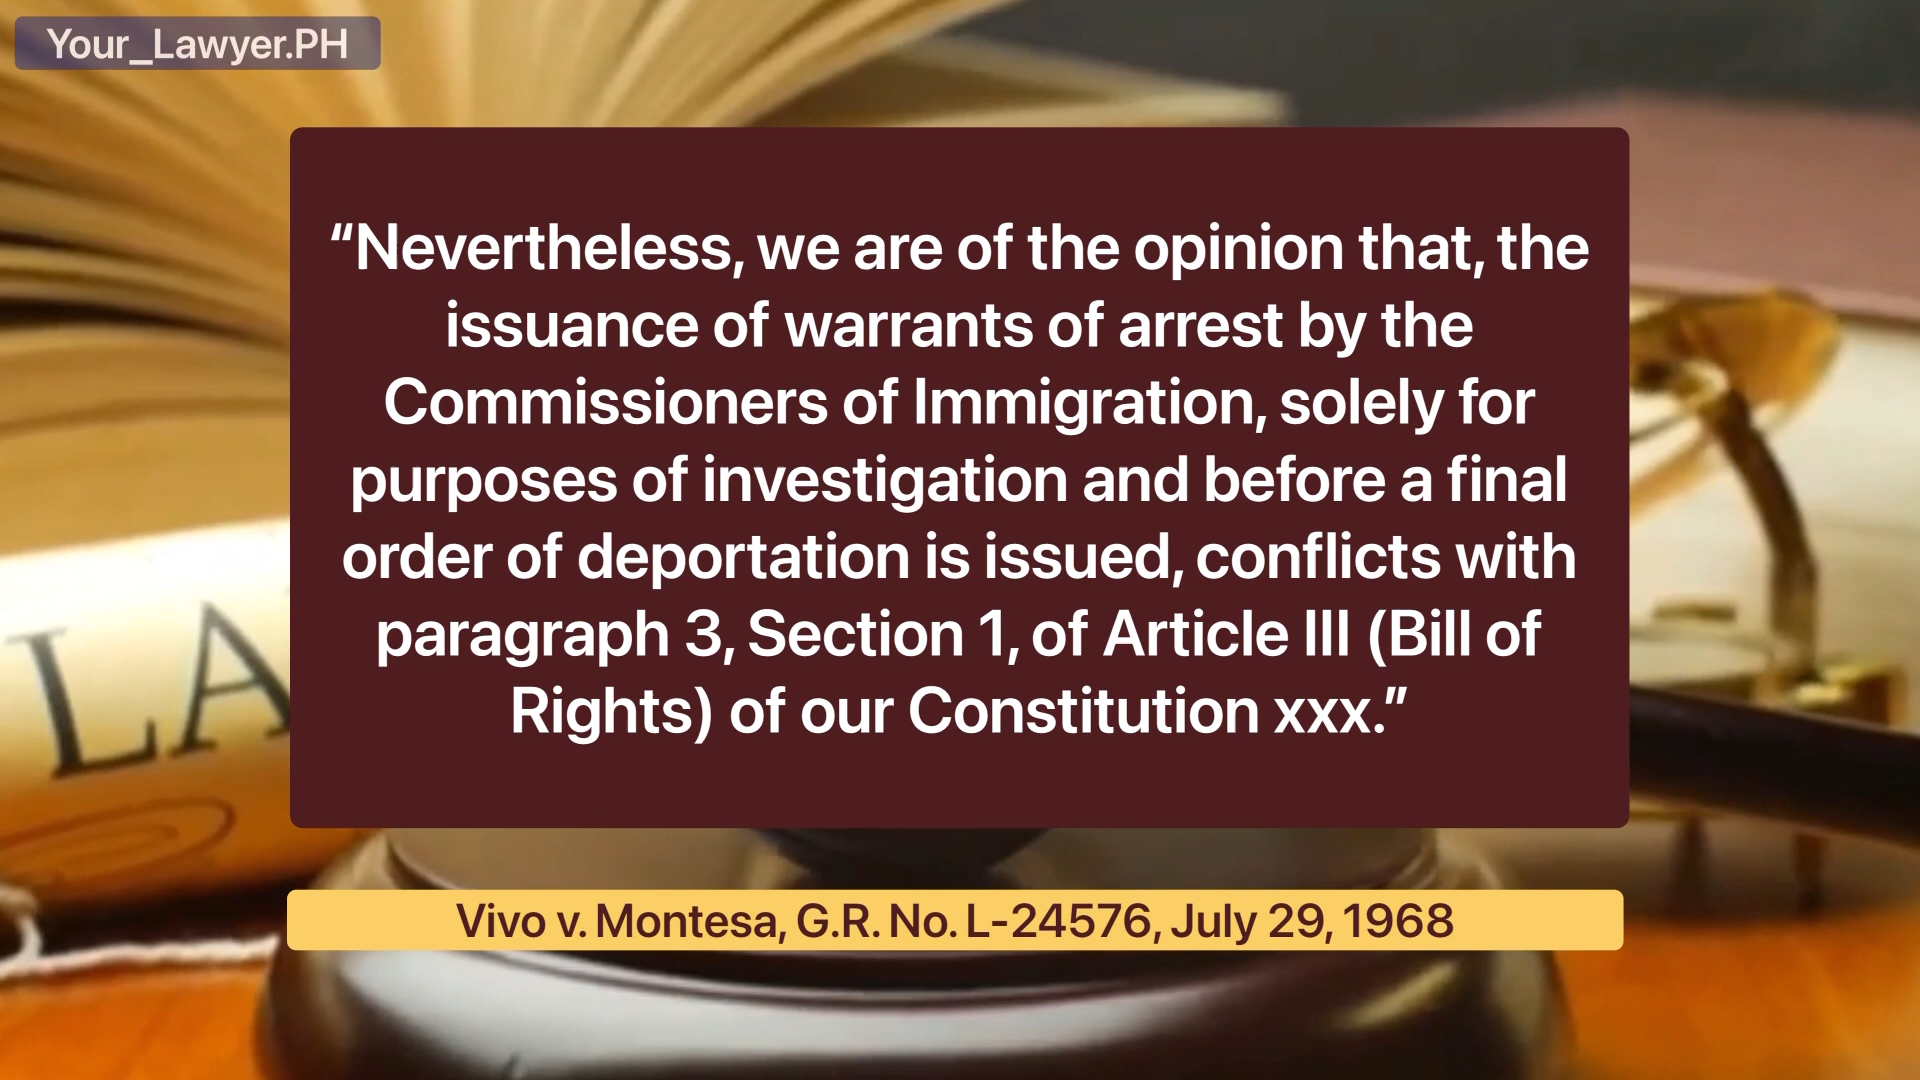 Your_Lawyer.PH
“Nevertheless, we are of the opinion that, the
issuance of warrants of arrest by the
Commissioners of Immigration, solely for
purposes of investigation and before a final
order of deportation is issued, conflicts with
paragraph 3, Section 1, of Article III (Bill of
Rights) of our Constitution xxx.”
LA
Vivo v. Montesa, G.R. No. L-24576, July 29, 1968